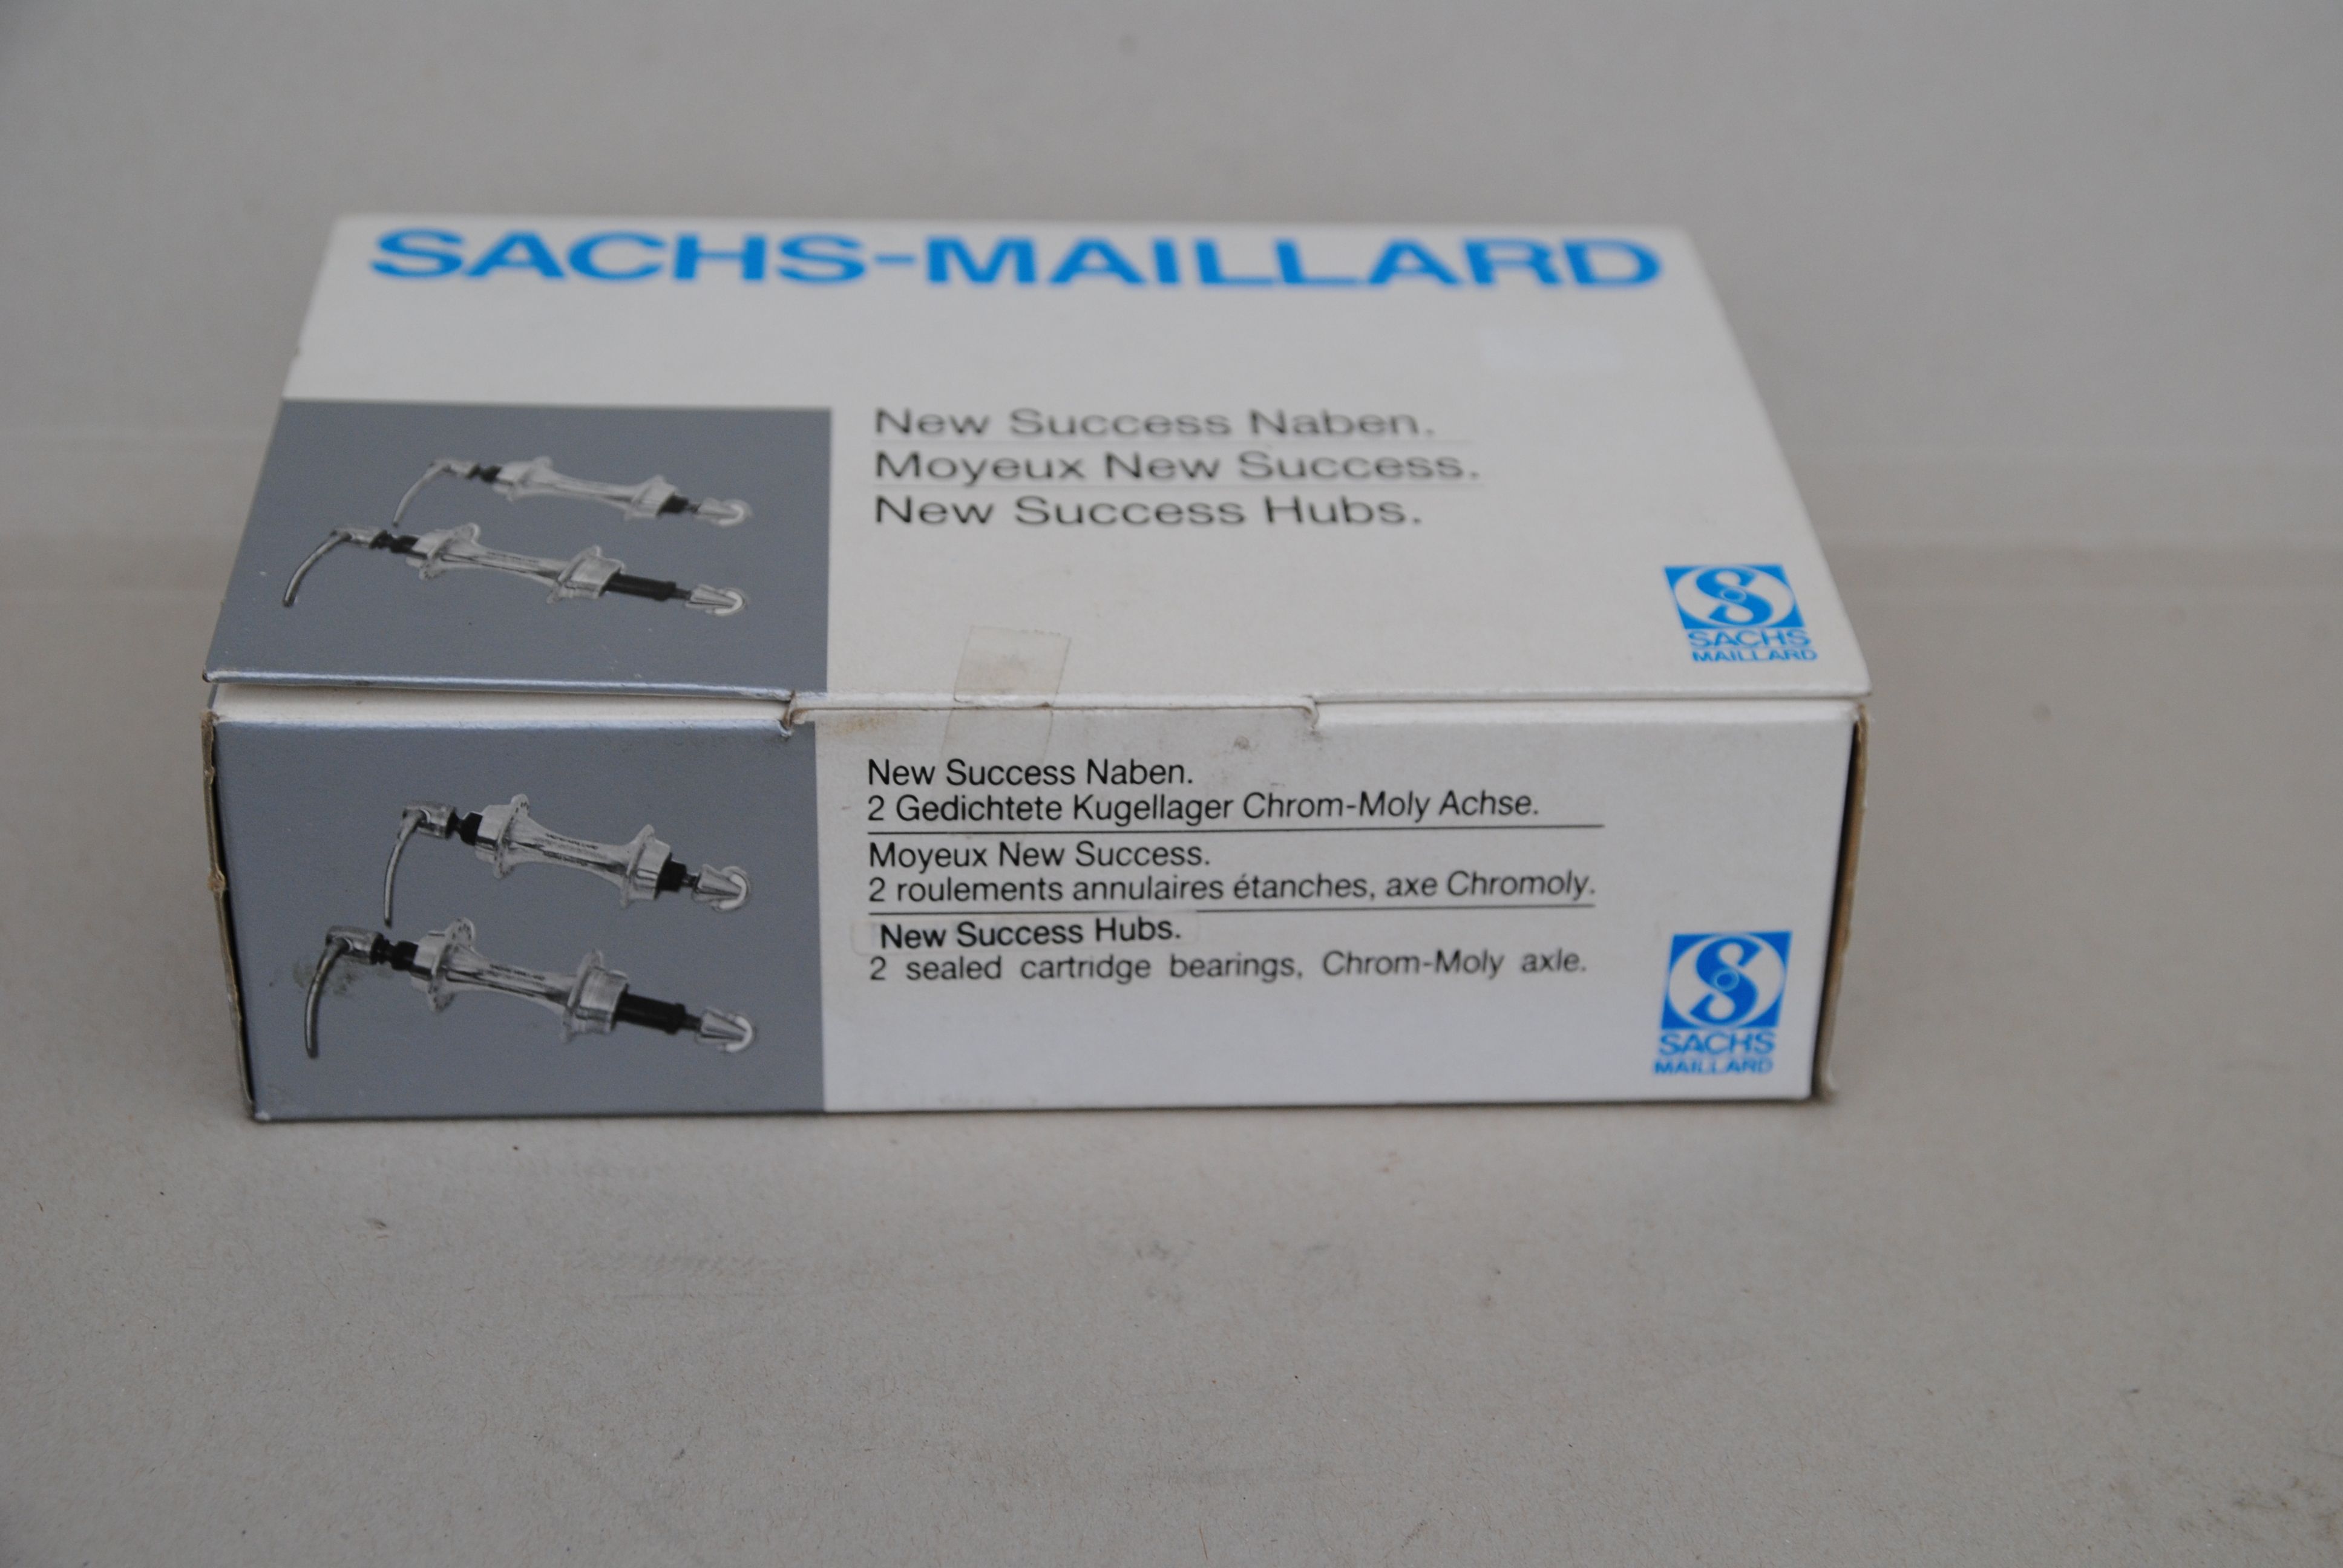 SACHS-MAILLARD
New Success Naben.
Moyeux New Success.
New Success Hubs.
SACHS
MAILLARD
New Success Naben.
2 Gedichtete Kugellager Chrom-Moly Achse.
Moyeux New Success.
2 roulements annulaires étanches, axe Chromoly.
New Success Hubs.
2 sealed cartridge bearings, Chrom-Moly axle.
SACHS
MAILLARD